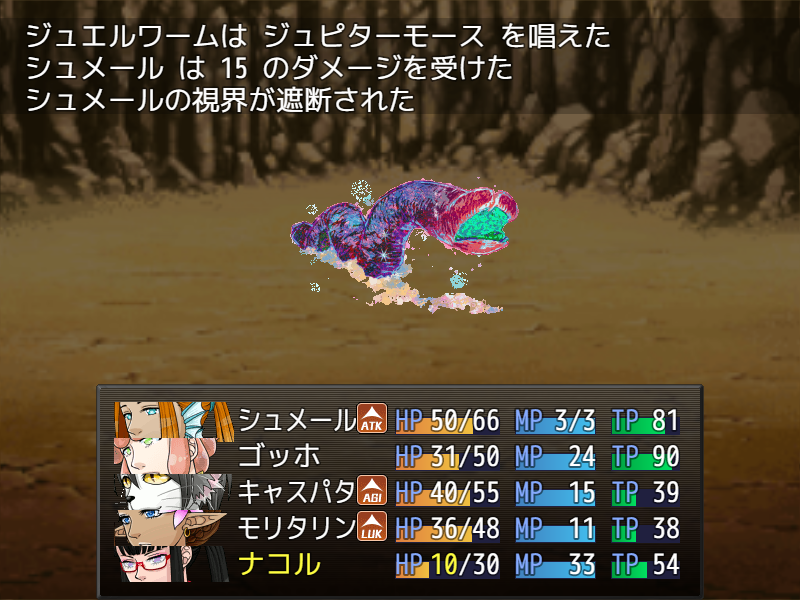 ジュエルワームは ジュピターモース を唱えた
シュメール は 15 のダメージを受けた
シュメールの視界が遮断された
シュメール ATK HP 50/66 MP 3/3 TP 81
ゴッホ HP 31/50 MP 24 TP 90
キャスパタ AGI HP 40/55 MP 15 TP 39
モリタリン LUK HP 36/48 MP 11 TP 38
ナコル HP 10/30 MP 33 TP 54